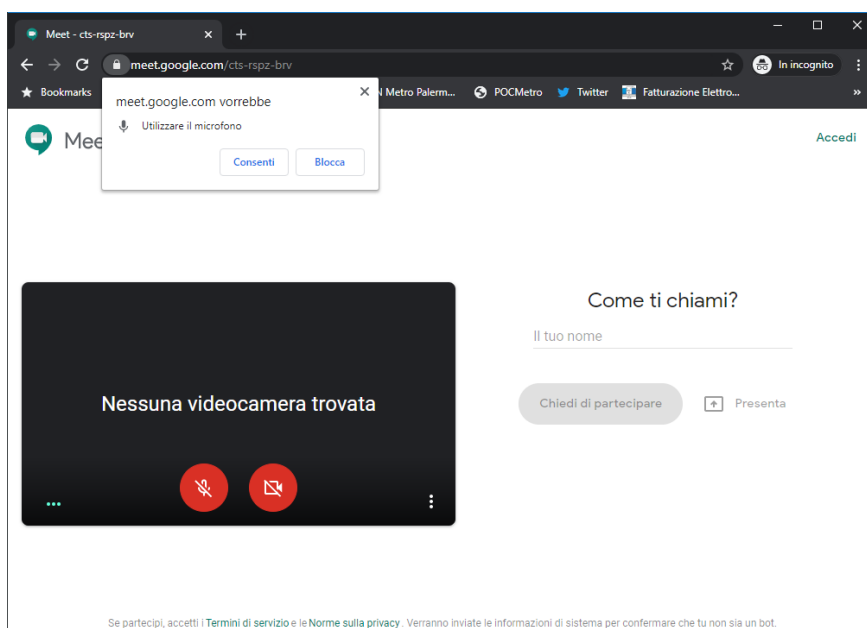 Meet - cts-rspz-brv
meet.google.com/cts-rspz-brv
In incognito
Bookmarks
Metro Palerm...
POCMetro
Twitter
Fatturazione Elettro...
»
meet.google.com vorrebbe
Utilizzare il microfono
Consenti
Blocca
Mee
Accedi
Come ti chiami?
Il tuo nome
Nessuna videocamera trovata
Chiedi di partecipare
Presenta
Se partecipi, accetti i Termini di servizio e le Norme sulla privacy. Verranno inviate le informazioni di sistema per confermare che tu non sia un bot.